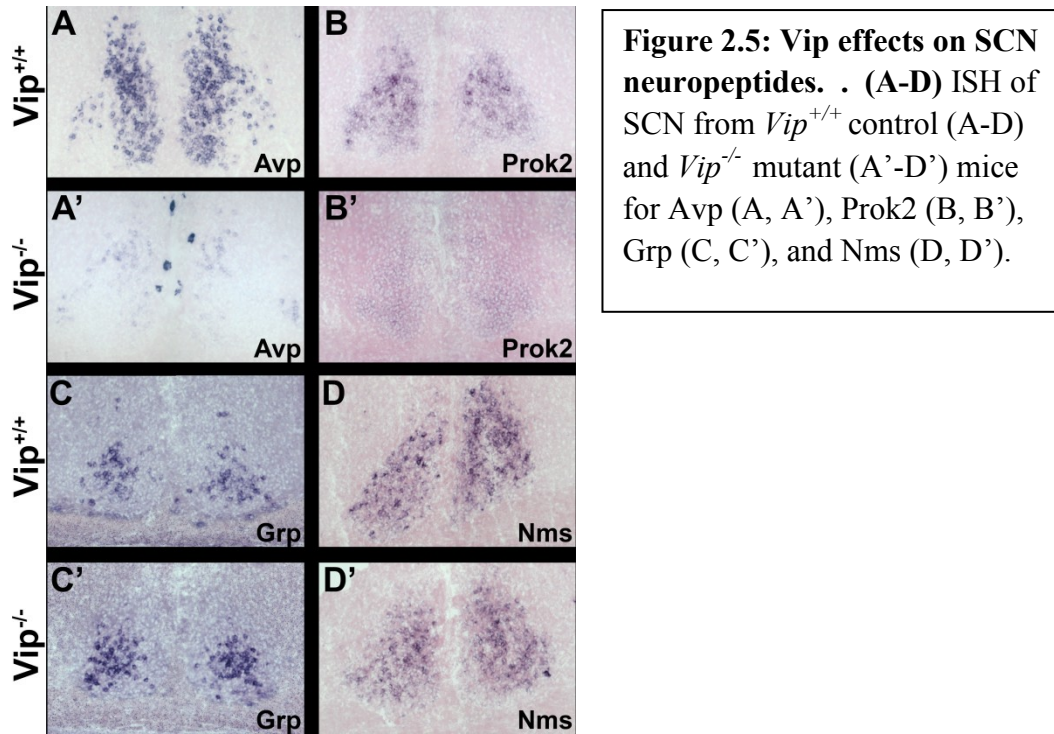 A
B
Vip+/+
Avp
Prok2
A'
B'
Vip-/-
Avp
Prok2
C
D
Vip+/+
Grp
Nms
C'
D'
Vip-/-
Grp
Nms
Figure 2.5: Vip effects on SCN
neuropeptides. . (A-D) ISH of
SCN from Vip+/+ control (A-D)
and Vip-/- mutant (A’-D’) mice
for Avp (A, A’), Prok2 (B, B’),
Grp (C, C’), and Nms (D, D’).